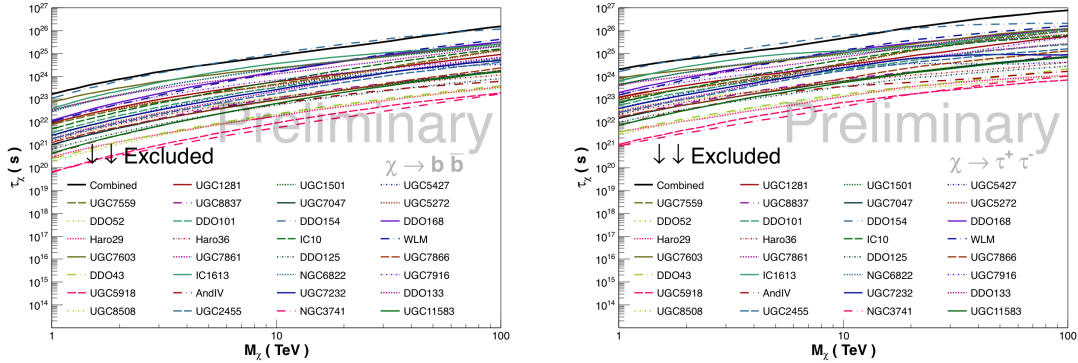 10^27
10^26
10^25
10^24
10^23
10^22
10^21
10^20
10^19
10^18
10^17
10^16
10^15
10^14
τχ ( s )
Preliminary
↓ ↓ Excluded
χ → b b̅
Combined UGC1281 UGC1501 UGC5427
UGC7559 UGC8837 UGC7047 UGC5272
DDO52 DDO101 DDO154 DDO168
Haro29 Haro36 IC10 WLM
UGC7603 UGC7861 DDO125 UGC7866
DDO43 IC1613 NGC6822 UGC7916
UGC5918 AndIV UGC7232 DDO133
UGC8508 UGC2455 NGC3741 UGC11583
1 10 100
Mχ ( TeV )
10^27
10^26
10^25
10^24
10^23
10^22
10^21
10^20
10^19
10^18
10^17
10^16
10^15
10^14
τχ ( s )
Preliminary
↓ ↓ Excluded
χ → τ⁺ τ⁻
Combined UGC1281 UGC1501 UGC5427
UGC7559 UGC8837 UGC7047 UGC5272
DDO52 DDO101 DDO154 DDO168
Haro29 Haro36 IC10 WLM
UGC7603 UGC7861 DDO125 UGC7866
DDO43 IC1613 NGC6822 UGC7916
UGC5918 AndIV UGC7232 DDO133
UGC8508 UGC2455 NGC3741 UGC11583
1 10 100
Mχ ( TeV )